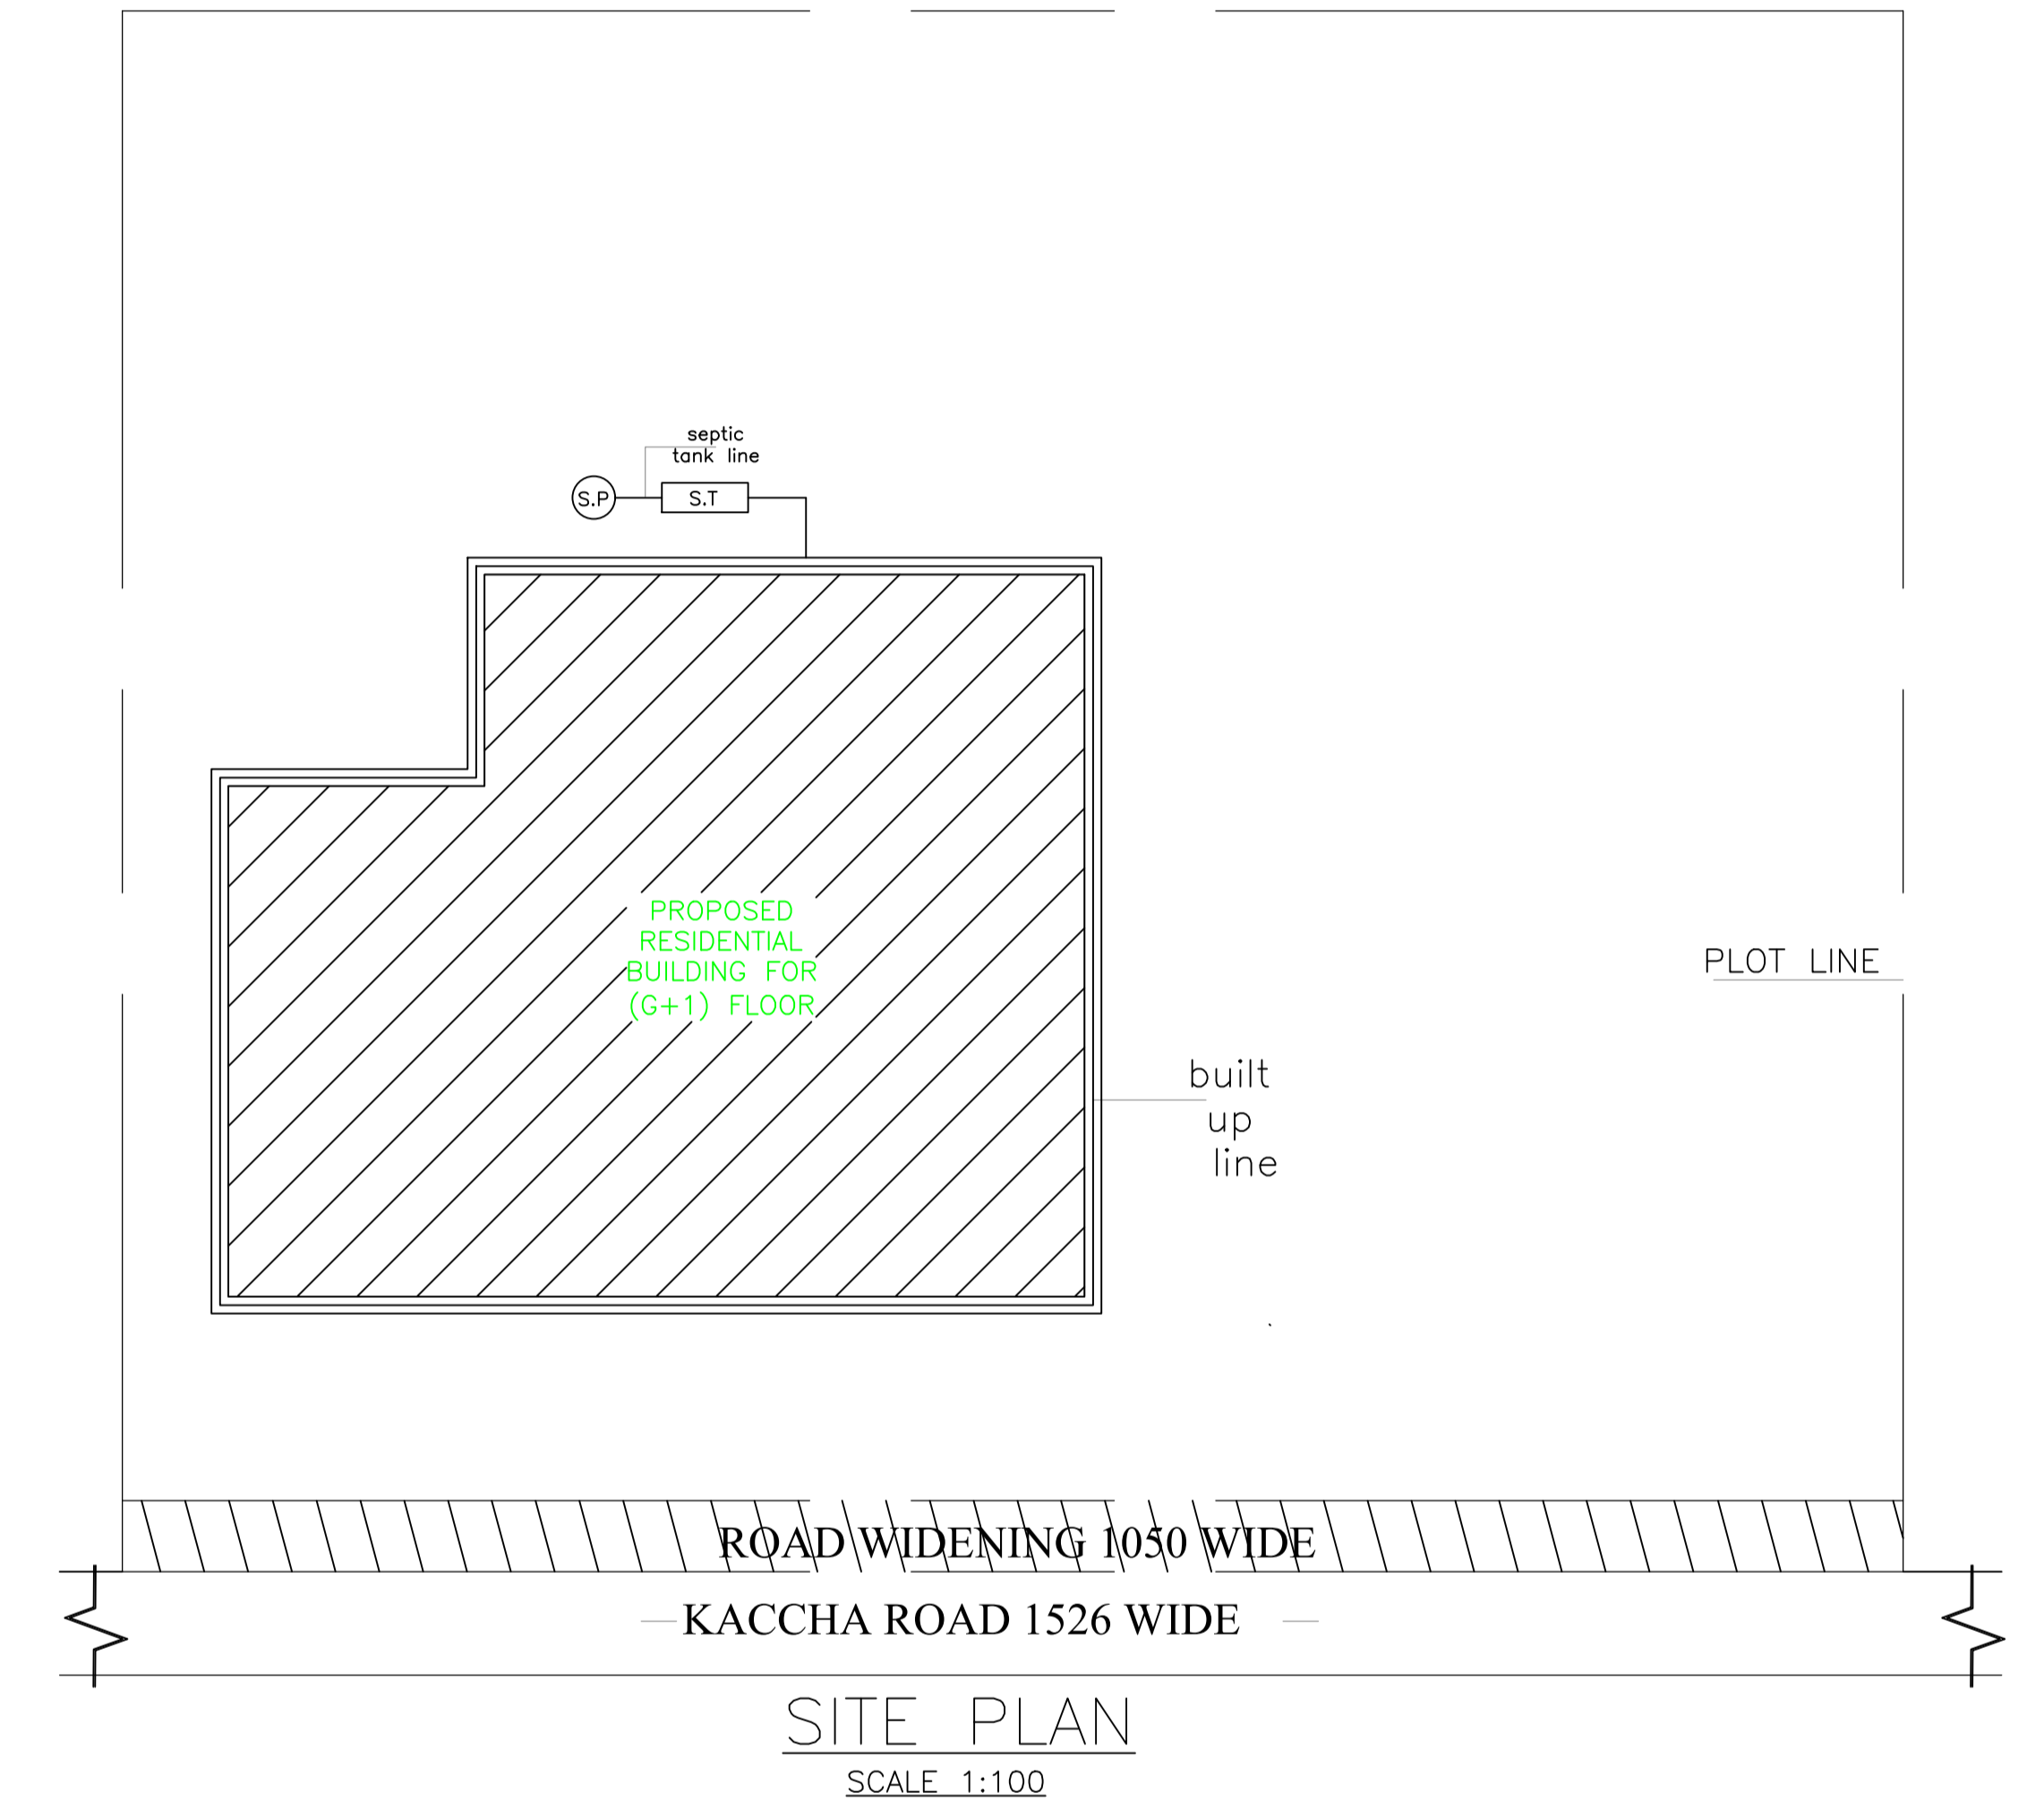 septic
tank line
S.P
S.T
PROPOSED
RESIDENTIAL
BUILDING FOR
(G+1) FLOOR
PLOT LINE
built
up
line
ROAD WIDENING 1050 WIDE
KACCHA ROAD 1526 WIDE
SITE PLAN
SCALE 1:100